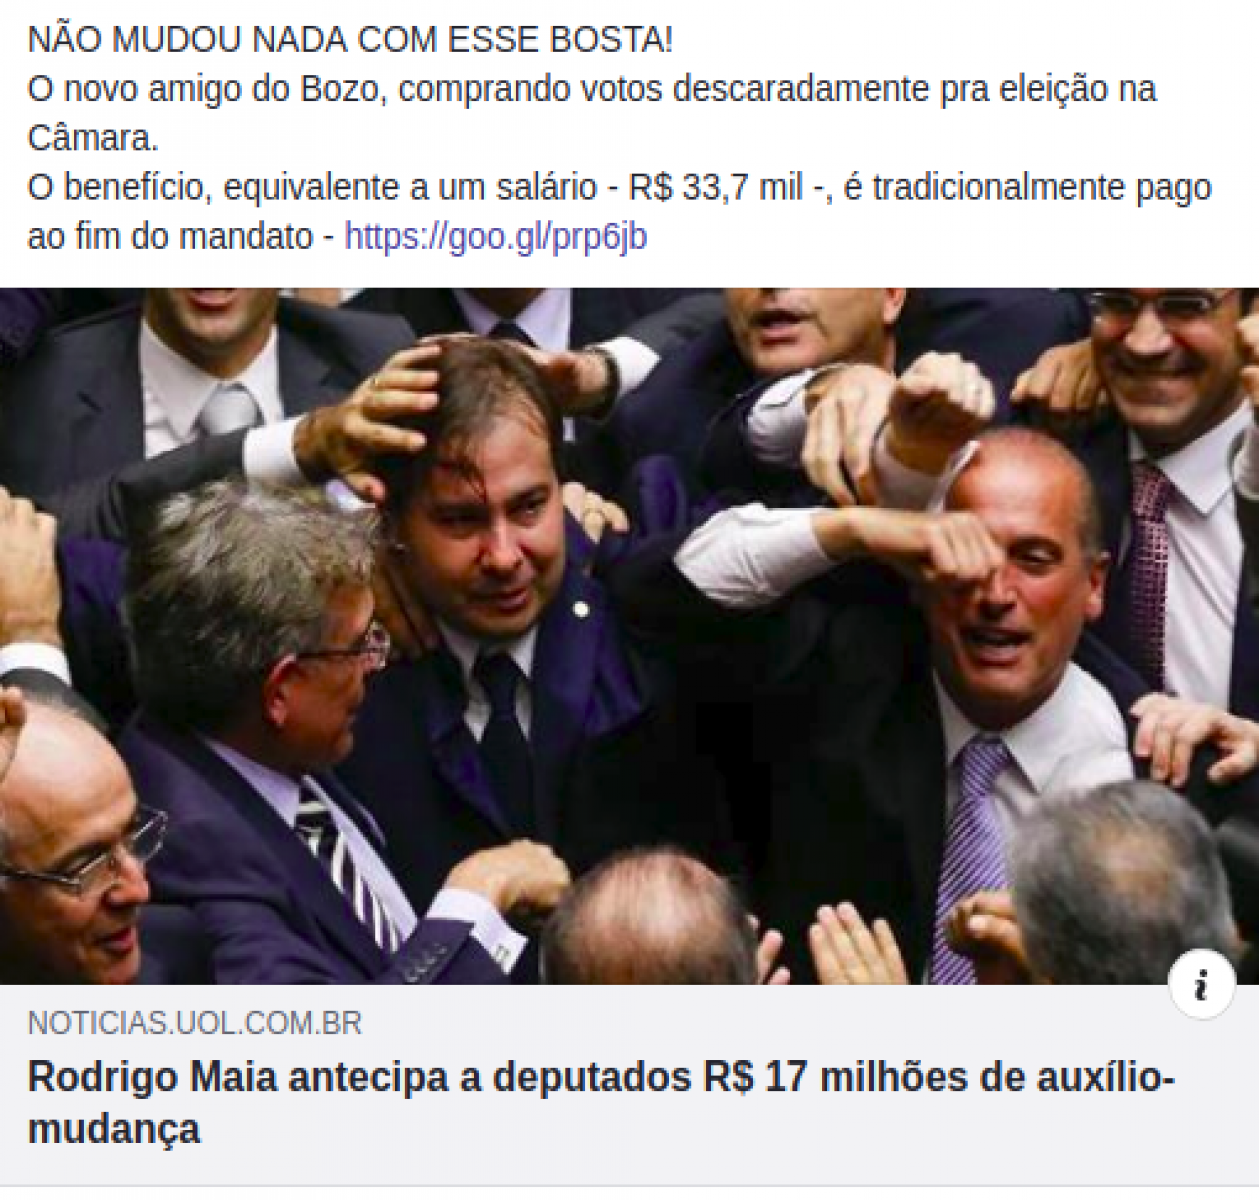 NÃO MUDOU NADA COM ESSE BOSTA!
O novo amigo do Bozo, comprando votos descaradamente pra eleição na
Câmara.
O benefício, equivalente a um salário - R$ 33,7 mil -, é tradicionalmente pago
ao fim do mandato - https://goo.gl/prp6jb
i
NOTICIAS.UOL.COM.BR
Rodrigo Maia antecipa a deputados R$ 17 milhões de auxílio-
mudança